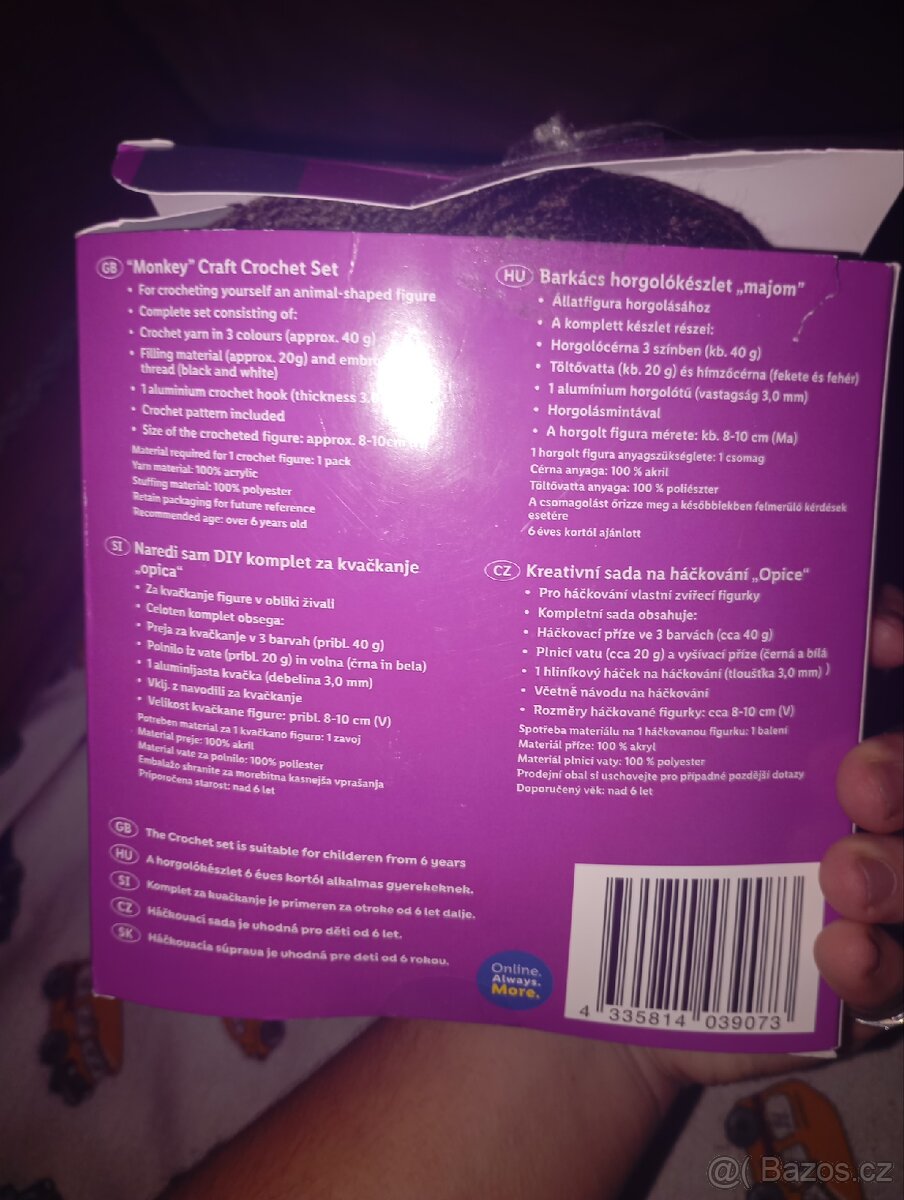 GB "Monkey" Craft Crochet Set
• For crocheting yourself an animal-shaped figure
• Complete set consisting of:
• Crochet yarn in 3 colours (approx. 40 g)
• Filling material (approx. 20g) and
thread (black and white)
• 1 aluminium crochet hook (thickness
• Crochet pattern included
• Size of the crocheted figure: approx. 8-10cm
Material required for 1 crochet figure: 1 pack
Yarn material: 100% acrylic
Stuffing material: 100% polyester
Retain packaging for future reference
Recommended age: over 6 years old
HU Barkács horgolókészlet „majom"
• Állatfigura horgolásához
• A komplett készlet részei:
• Horgolócérna 3 színben (kb. 40 g)
• Töltővatta (kb. 20 g) és hímzőcérna (fekete és fehér)
• 1 alumínium horgolótű (vastagság 3,0 mm)
• Horgolásmintával
• A horgolt figura mérete: kb. 8-10 cm (Ma)
1 horgolt figura anyagszükséglete: 1 csomag
Cérna anyaga: 100 % akril
Töltővatta anyaga: 100 % poliészter
A csomagolást őrizze meg a későbbiekben felmerülő kérdések
esetére
6 éves kortól ajánlott
SI Naredi sam DIY komplet za kvačkanje
„opica"
• Za kvačkanje figure v obliki živali
• Celoten komplet obsega:
• Preja za kvačkanje v 3 barvah (pribl. 40 g)
• Polnilo iz vate (pribl. 20 g) in volna (črna in bela)
• 1 aluminijasta kvačka (debelina 3,0 mm)
• Vklj. z navodili za kvačkanje
• Velikost kvačkane figure: pribl. 8-10 cm (V)
Potreben material za 1 kvačkano figuro: 1 zavoj
Material preje: 100% akril
Material vate za polnilo: 100% poliester
Embalažo shranite za morebitna kasnejša vprašanja
Priporočena starost: nad 6 let
CZ Kreativní sada na háčkování „Opice"
• Pro háčkování vlastní zvířecí figurky
• Kompletní sada obsahuje:
• Háčkovací příze ve 3 barvách (cca 40 g)
• Plnicí vatu (cca 20 g) a vyšívací příze (černá a bílá
• 1 hliníkový háček na háčkování (tloušťka 3,0 mm) )
• Včetně návodu na háčkování
• Rozměry háčkované figurky: cca 8-10 cm (V)
Spotřeba materiálu na 1 háčkovanou figurku: 1 balení
Materiál příze: 100 % akryl
Materiál plnicí vaty: 100 % polyester
Prodejní obal si uschovejte pro případné pozdější dotazy
Doporučený věk: nad 6 let
GB The Crochet set is suitable for childeren from 6 years
HU A horgolókészlet 6 éves kortól alkalmas gyerekeknek.
SI Komplet za kvačkanje je primeren za otroke od 6 let dalje.
CZ Háčkovací sada je vhodná pro děti od 6 let.
SK Háčkovacia súprava je vhodná pre deti od 6 rokov.
Online.
Always.
More.
4 335814 039073
@( Bazos.cz